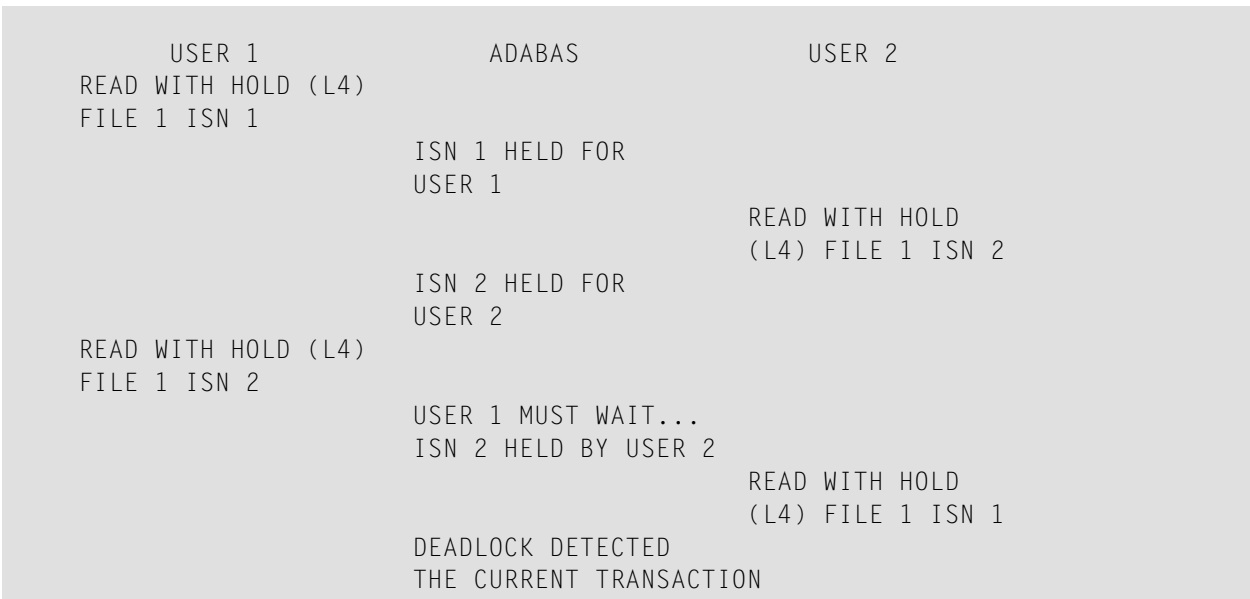 USER 1 ADABAS USER 2
READ WITH HOLD (L4)
FILE 1 ISN 1
ISN 1 HELD FOR
USER 1
READ WITH HOLD
(L4) FILE 1 ISN 2
ISN 2 HELD FOR
USER 2
READ WITH HOLD (L4)
FILE 1 ISN 2
USER 1 MUST WAIT...
ISN 2 HELD BY USER 2
READ WITH HOLD
(L4) FILE 1 ISN 1
DEADLOCK DETECTED
THE CURRENT TRANSACTION